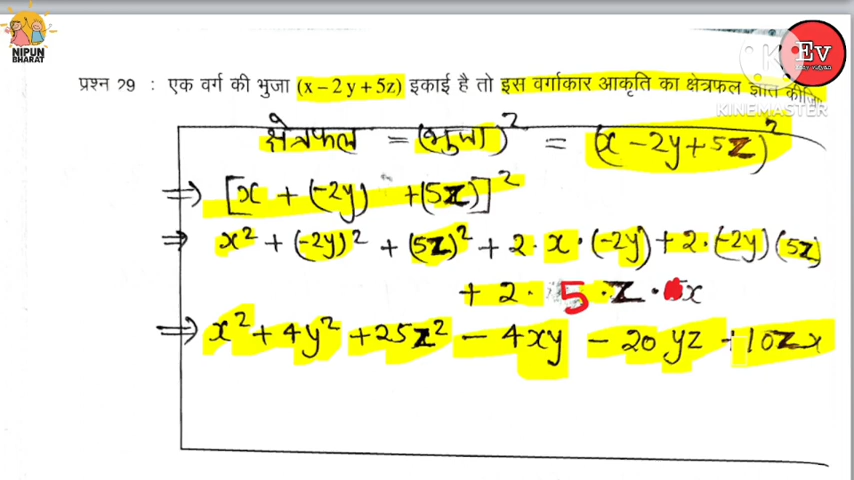 NIPUN
BHARAT
K
KINEMASTER
Ev
प्रश्न 29 : एक वर्ग की भुजा (x – 2y + 5z) इकाई है तो इस वर्गाकार आकृति का क्षेत्रफल ज्ञात कीजिए
क्षेत्रफल = (भुजा)² = (x - 2y + 5z)²
⇒ [x + (-2y) + (5z)]²
⇒ x² + (-2y)² + (5z)² + 2 · x · (-2y) + 2 · (-2y) (5z)
+ 2 · 5 · z · x
⇒ x² + 4y² + 25z² - 4xy - 20yz + 10zx